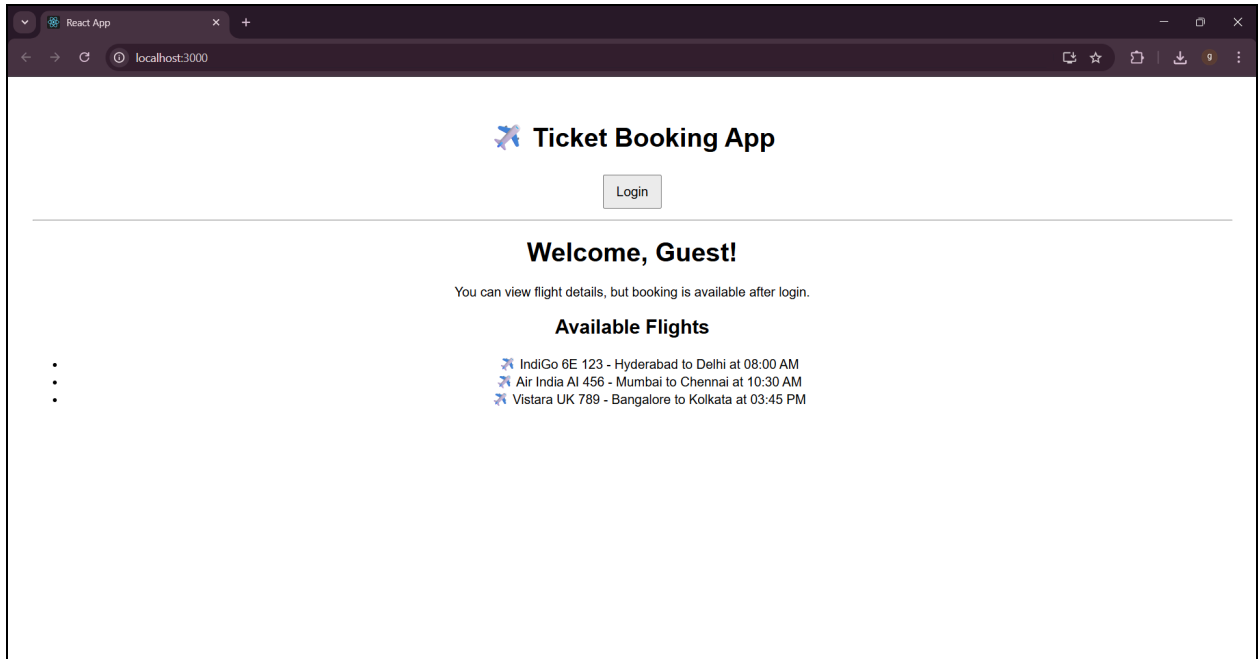 React App
localhost:3000
g
✈️ Ticket Booking App
Login
Welcome, Guest!
You can view flight details, but booking is available after login.
Available Flights
• ✈️ IndiGo 6E 123 - Hyderabad to Delhi at 08:00 AM
• ✈️ Air India AI 456 - Mumbai to Chennai at 10:30 AM
• ✈️ Vistara UK 789 - Bangalore to Kolkata at 03:45 PM